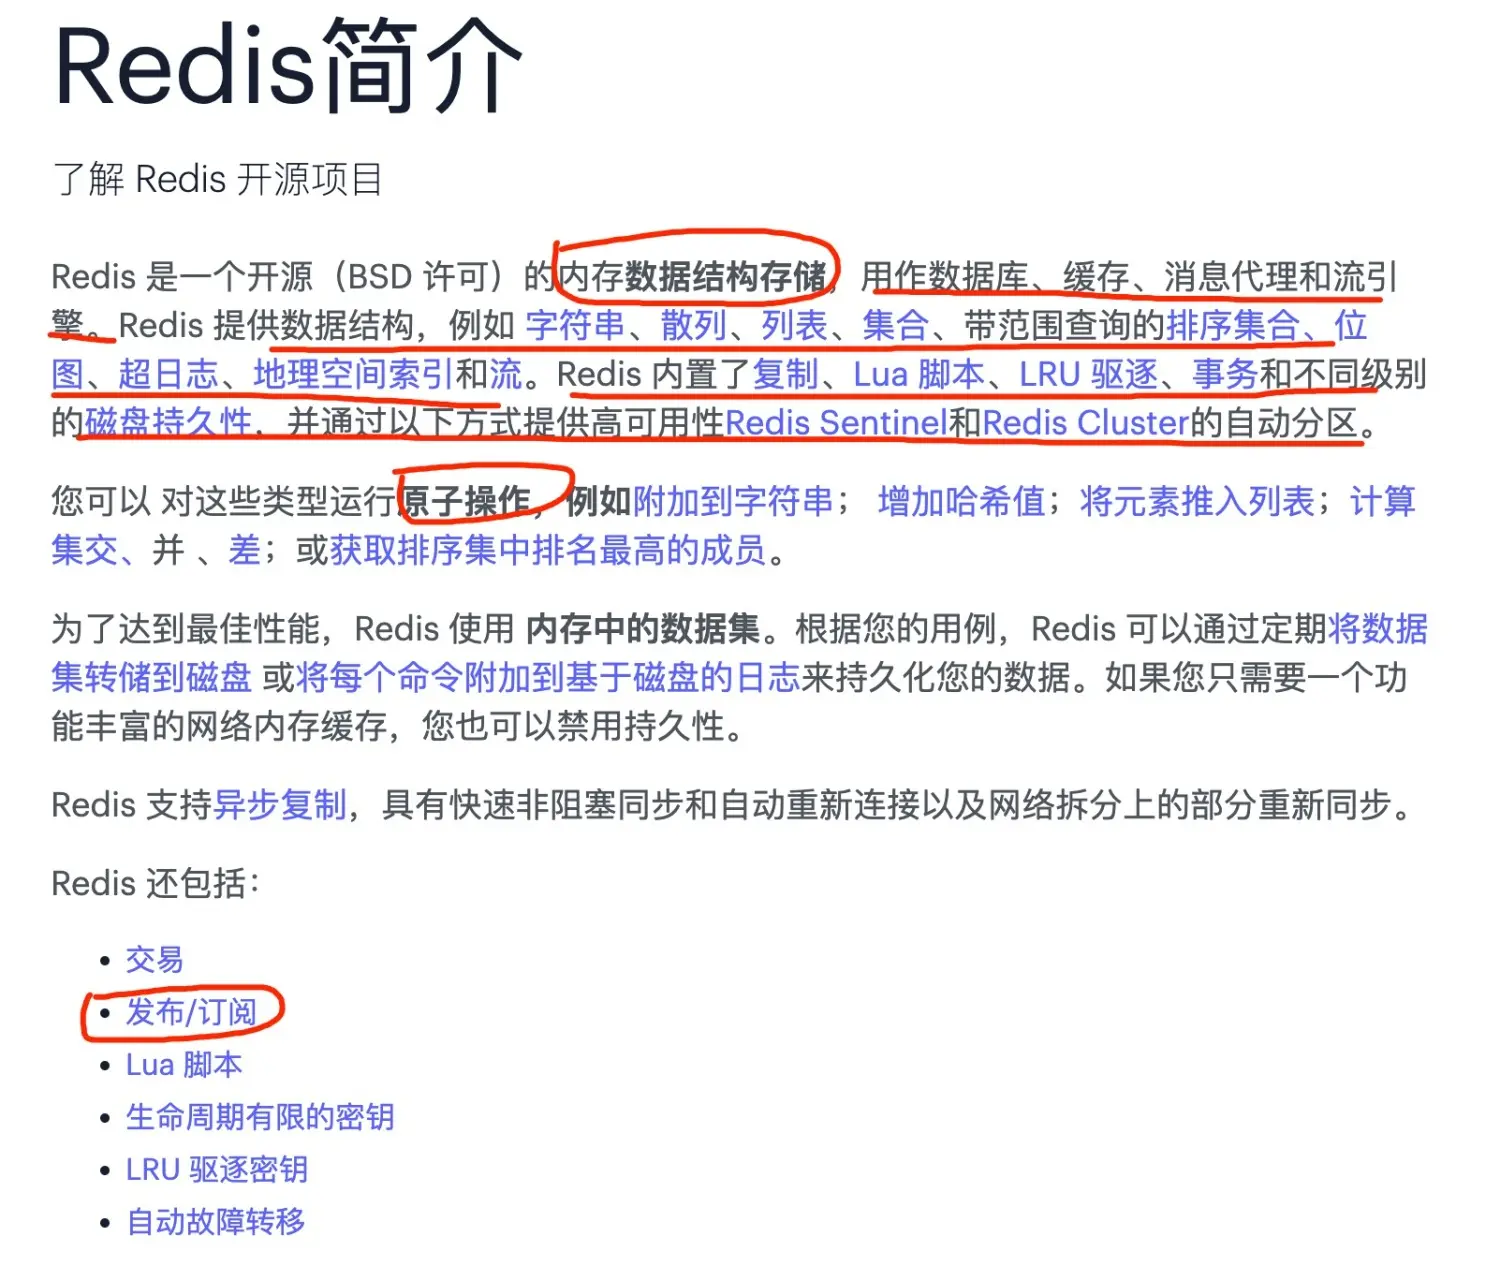 Redis简介
了解 Redis 开源项目
Redis 是一个开源（BSD 许可）的内存数据结构存储，用作数据库、缓存、消息代理和流引
擎。Redis 提供数据结构，例如 字符串、散列、列表、集合、带范围查询的排序集合、位
图、超日志、地理空间索引和流。Redis 内置了复制、Lua 脚本、LRU 驱逐、事务和不同级别
的磁盘持久性，并通过以下方式提供高可用性Redis Sentinel和Redis Cluster的自动分区。
您可以 对这些类型运行原子操作，例如附加到字符串； 增加哈希值；将元素推入列表；计算
集交、并 、差；或获取排序集中排名最高的成员。
为了达到最佳性能，Redis 使用 内存中的数据集。根据您的用例，Redis 可以通过定期将数据
集转储到磁盘 或将每个命令附加到基于磁盘的日志来持久化您的数据。如果您只需要一个功
能丰富的网络内存缓存，您也可以禁用持久性。
Redis 支持异步复制，具有快速非阻塞同步和自动重新连接以及网络拆分上的部分重新同步。
Redis 还包括：
• 交易
• 发布/订阅
• Lua 脚本
• 生命周期有限的密钥
• LRU 驱逐密钥
• 自动故障转移